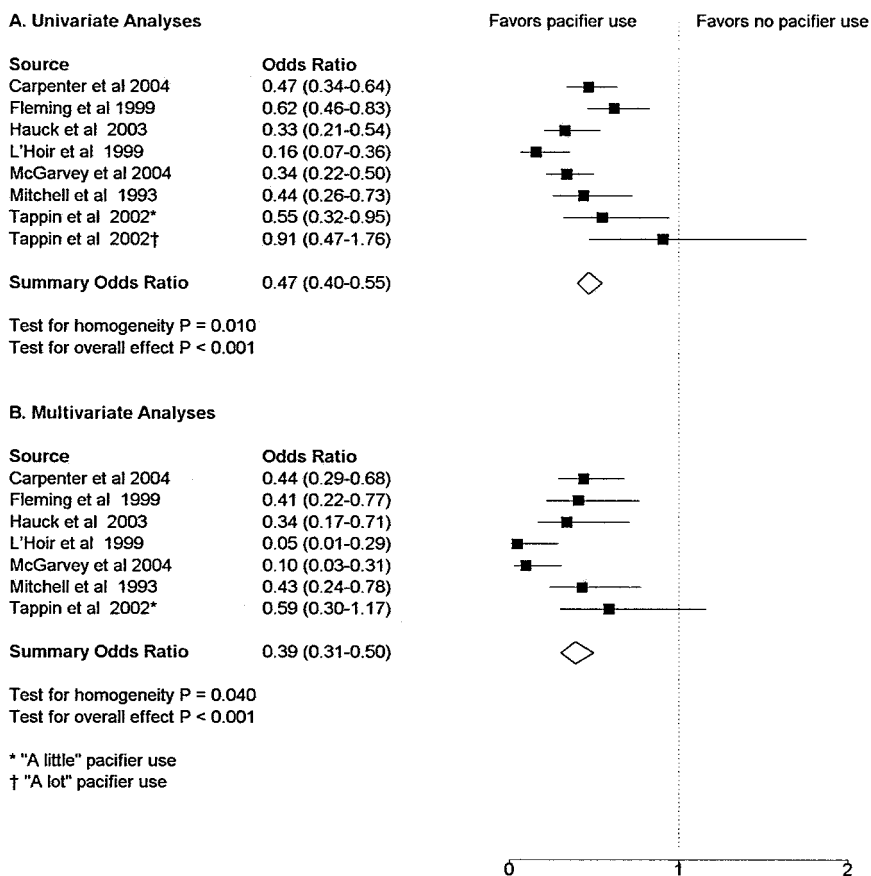 A. Univariate Analyses Favors pacifier use Favors no pacifier use
Source Odds Ratio
Carpenter et al 2004 0.47 (0.34-0.64)
Fleming et al 1999 0.62 (0.46-0.83)
Hauck et al 2003 0.33 (0.21-0.54)
L'Hoir et al 1999 0.16 (0.07-0.36)
McGarvey et al 2004 0.34 (0.22-0.50)
Mitchell et al 1993 0.44 (0.26-0.73)
Tappin et al 2002* 0.55 (0.32-0.95)
Tappin et al 2002† 0.91 (0.47-1.76)
Summary Odds Ratio 0.47 (0.40-0.55)
Test for homogeneity P = 0.010
Test for overall effect P < 0.001
B. Multivariate Analyses
Source Odds Ratio
Carpenter et al 2004 0.44 (0.29-0.68)
Fleming et al 1999 0.41 (0.22-0.77)
Hauck et al 2003 0.34 (0.17-0.71)
L'Hoir et al 1999 0.05 (0.01-0.29)
McGarvey et al 2004 0.10 (0.03-0.31)
Mitchell et al 1993 0.43 (0.24-0.78)
Tappin et al 2002* 0.59 (0.30-1.17)
Summary Odds Ratio 0.39 (0.31-0.50)
Test for homogeneity P = 0.040
Test for overall effect P < 0.001
* "A little" pacifier use
† "A lot" pacifier use
0 1 2